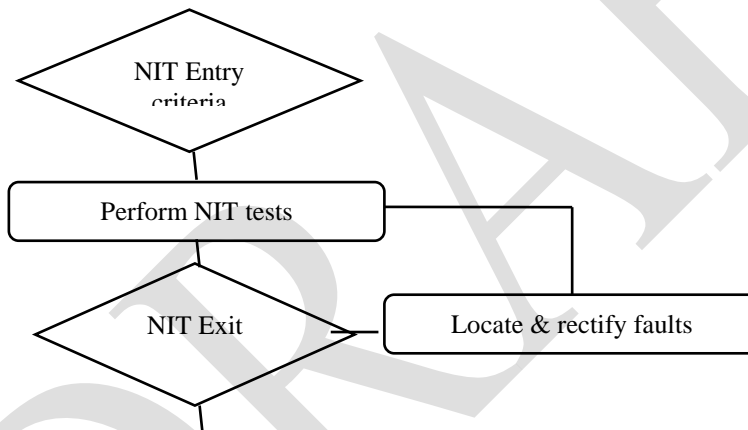 NIT Entry
criteria
Perform NIT tests
NIT Exit
Locate & rectify faults